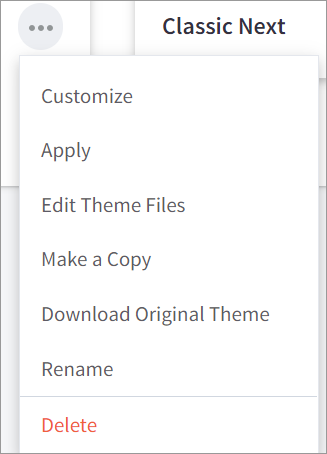 Classic Next
Customize
Apply
Edit Theme Files
Make a Copy
Download Original Theme
Rename
Delete